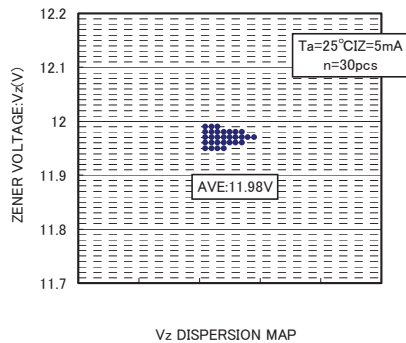 12.2
Ta=25°CIZ=5mA
n=30pcs
12.1
12
11.9
AVE:11.98V
11.8
11.7
ZENER VOLTAGE:Vz(V)
Vz DISPERSION MAP